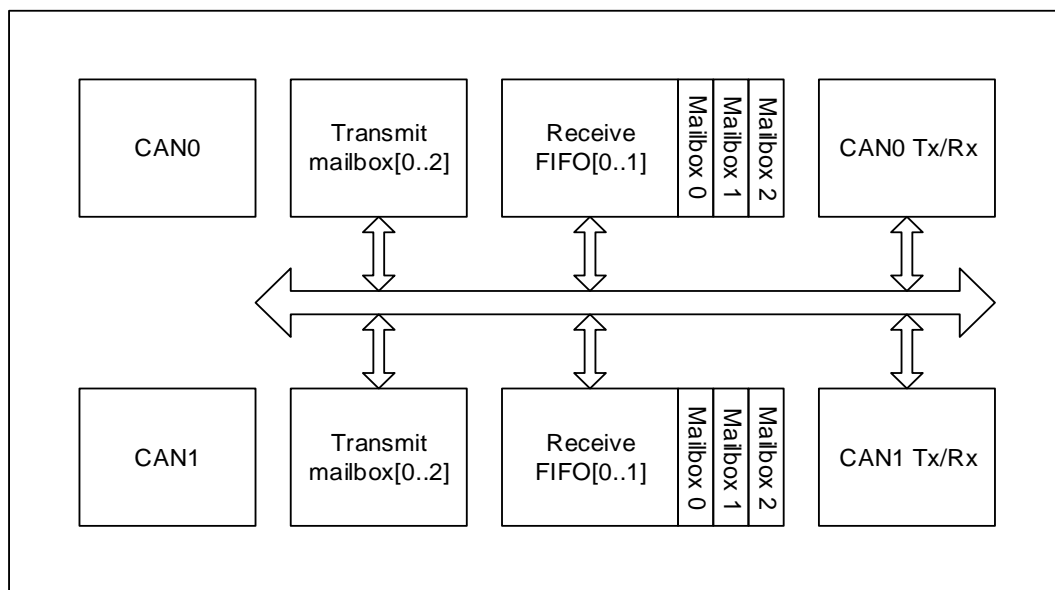 CAN0
Transmit
mailbox[0..2]
Receive
FIFO[0..1]
Mailbox 0
Mailbox 1
Mailbox 2
CAN0 Tx/Rx
CAN1
Transmit
mailbox[0..2]
Receive
FIFO[0..1]
Mailbox 0
Mailbox 1
Mailbox 2
CAN1 Tx/Rx